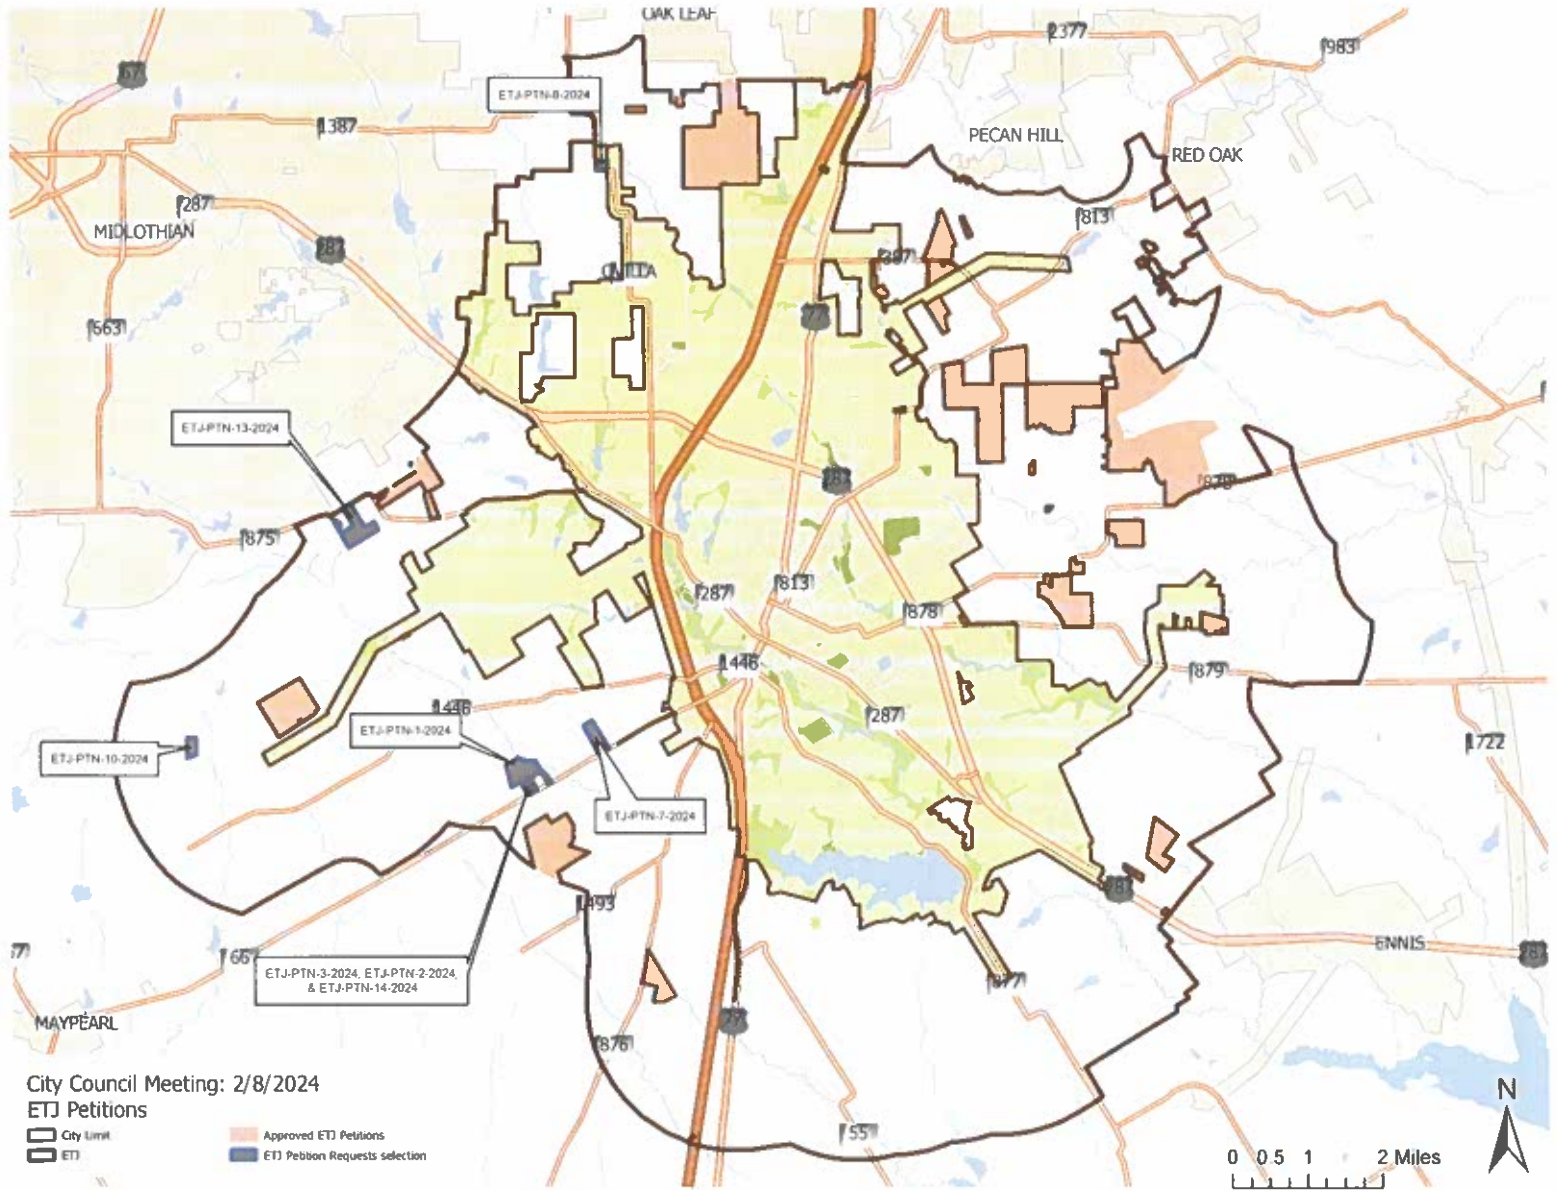 OAK LEAF
2377
983
67
ETJ-PTN-8-2024
1387
PECAN HILL
RED OAK
287
813
MIDLOTHIAN
287
387
OVILLA
663
77
ETJ-PTN-13-2024
287
878
875
287
813
878
1446
879
1446
287
ETJ-PTN-1-2024
1722
ETJ-PTN-10-2024
ETJ-PTN-7-2024
287
1493
ENNIS
66
287
ETJ-PTN-3-2024, ETJ-PTN-2-2024,
& ETJ-PTN-14-2024
877
MAYPEARL
77
876
City Council Meeting: 2/8/2024
ETJ Petitions
N
City Limit
Approved ETJ Petitions
55
ETJ
ETJ Petition Requests selection
0 0.5 1 2 Miles